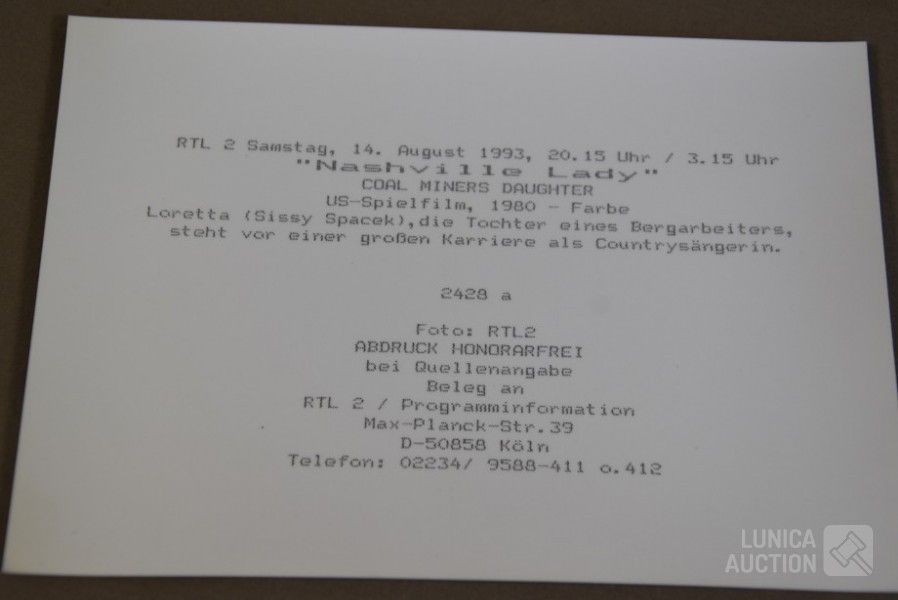 RTL 2 Samstag, 14. August 1993, 20.15 Uhr / 3.15 Uhr
"Nashville Lady"
COAL MINERS DAUGHTER
US-Spielfilm, 1980 - Farbe
Loretta (Sissy Spacek),die Tochter eines Bergarbeiters,
steht vor einer großen Karriere als Countrysängerin.
2428 a
Foto: RTL2
ABDRUCK HONORARFREI
bei Quellenangabe
Beleg an
RTL 2 / Programminformation
Max-Planck-Str.39
D-50858 Köln
Telefon: 02234/ 9588-411 o.412
LUNICA
AUCTION